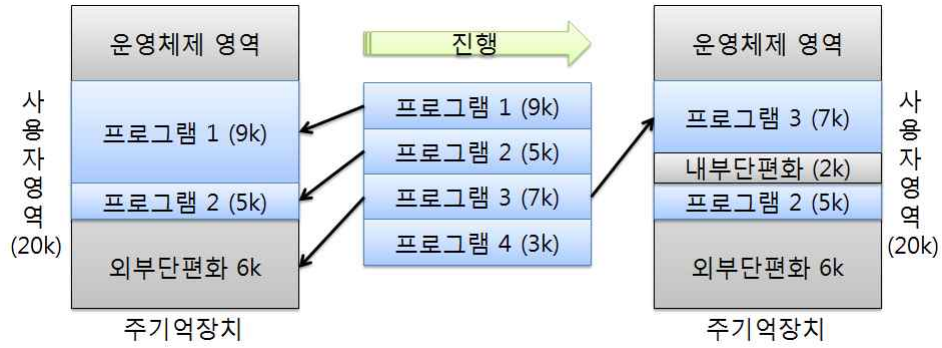 운영체제 영역
사용자영역
(20k)
프로그램 1 (9k)
프로그램 2 (5k)
외부단편화 6k
주기억장치
진행
프로그램 1 (9k)
프로그램 2 (5k)
프로그램 3 (7k)
프로그램 4 (3k)
운영체제 영역
프로그램 3 (7k)
내부단편화 (2k)
프로그램 2 (5k)
외부단편화 6k
사용자영역
(20k)
주기억장치